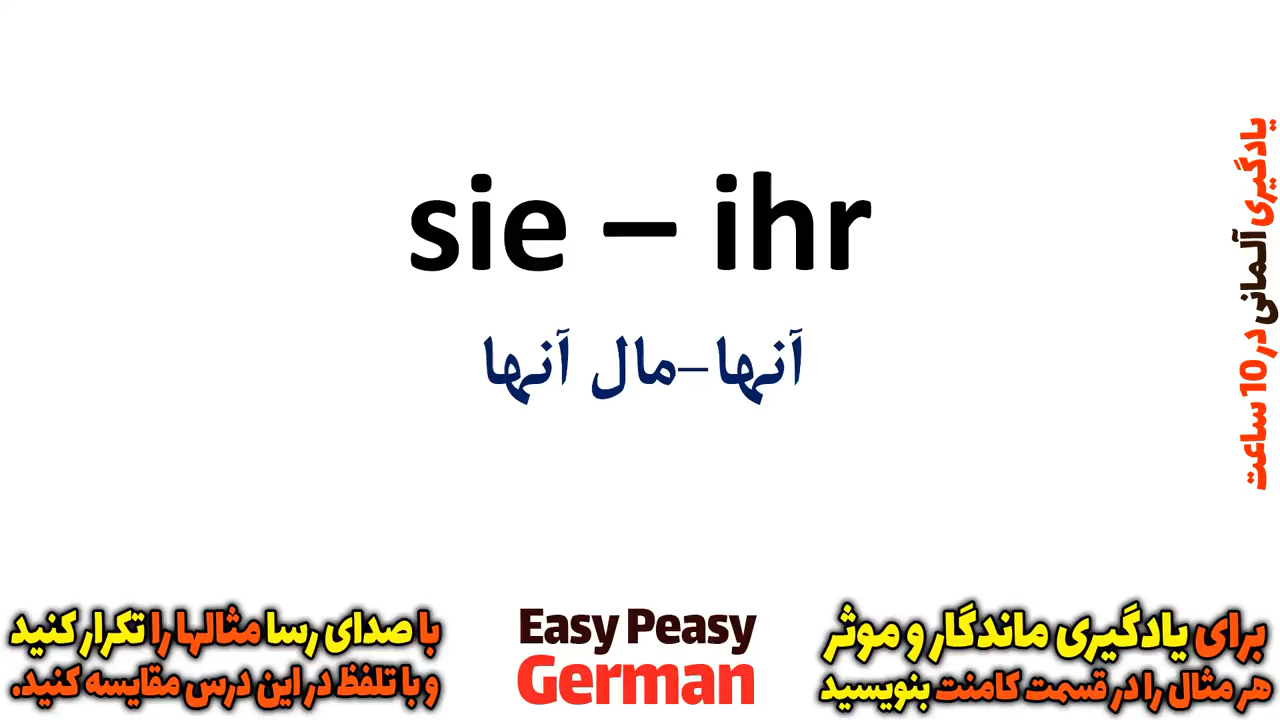 sie – ihr
آنها–مال آنها
یادگیری آلمانی در 10 ساعت
برای یادگیری ماندگار و موثر
هر مثال را در قسمت کامنت بنویسید
Easy Peasy
German
با صدای رسا مثالها را تکرار کنید
و با تلفظ در این درس مقایسه کنید.